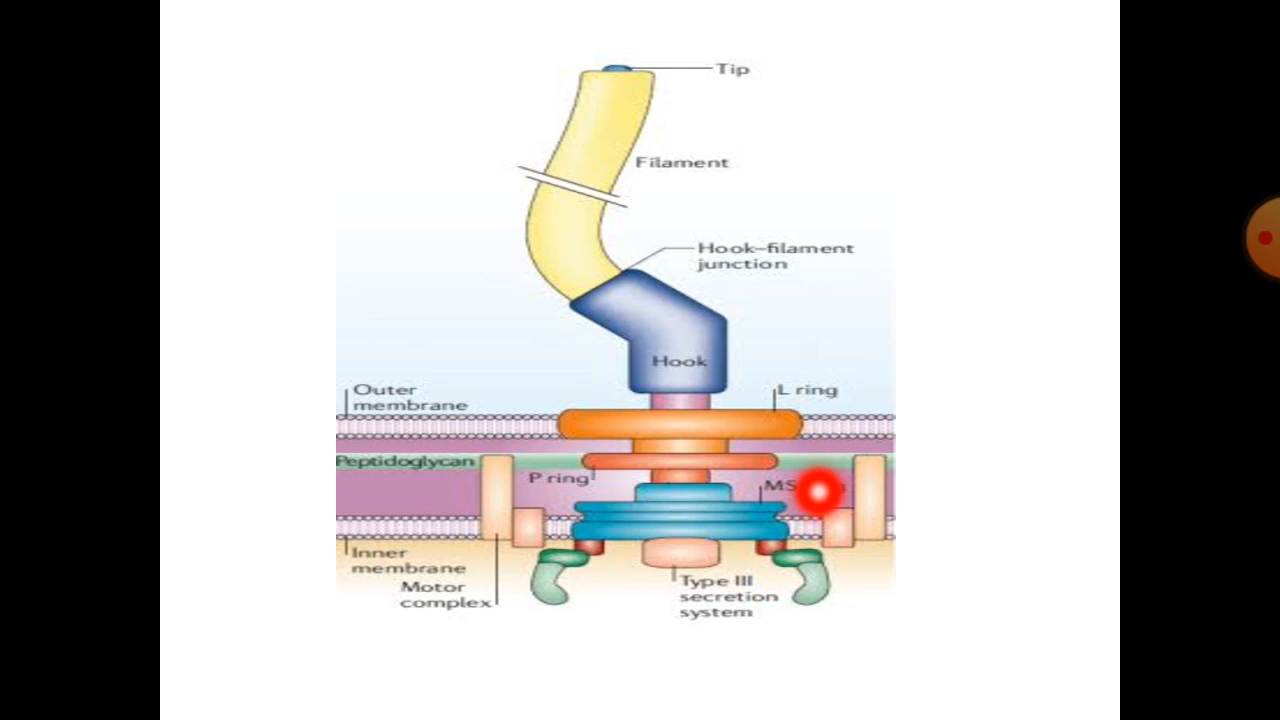 Tip
Filament
Hook–filament
junction
Hook
Outer
membrane
L ring
Peptidoglycan
P ring
MS
Inner
membrane
Motor
complex
Type III
secretion
system